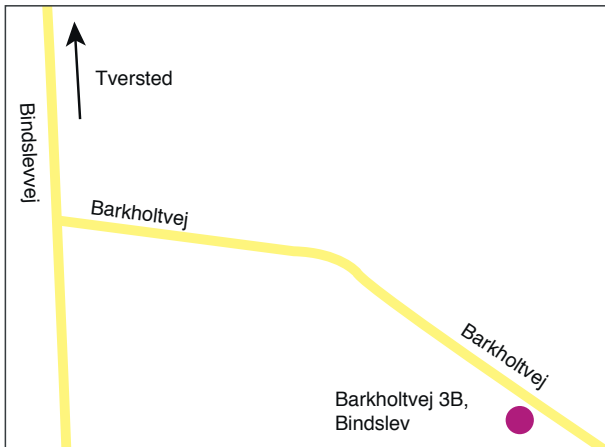 Tversted
Bindslevvej
Barkholtvej
Barkholtvej
Barkholtvej 3B,
Bindslev